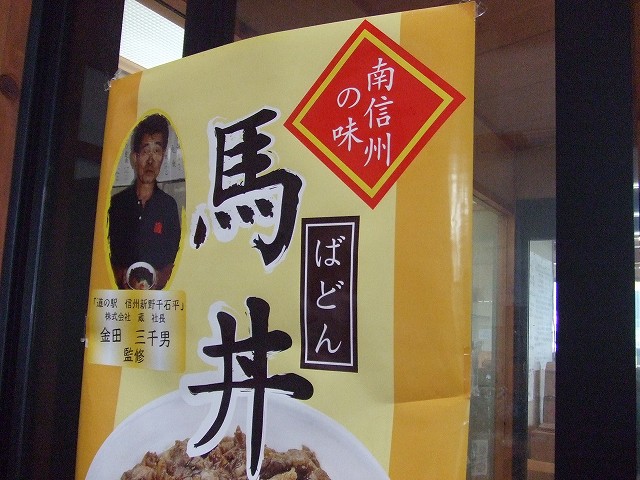 南信州
の味
馬丼
ばどん
「道の駅 信州新野千石平」
株式会社 蔵 社長
金田 三千男
監修